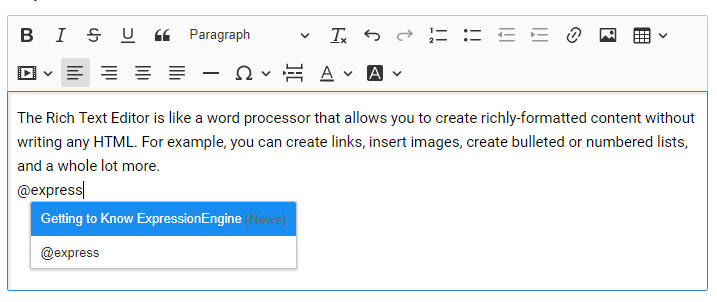 Paragraph
The Rich Text Editor is like a word processor that allows you to create richly-formatted content without
writing any HTML. For example, you can create links, insert images, create bulleted or numbered lists,
and a whole lot more.
@express
Getting to Know ExpressionEngine (News)
@express